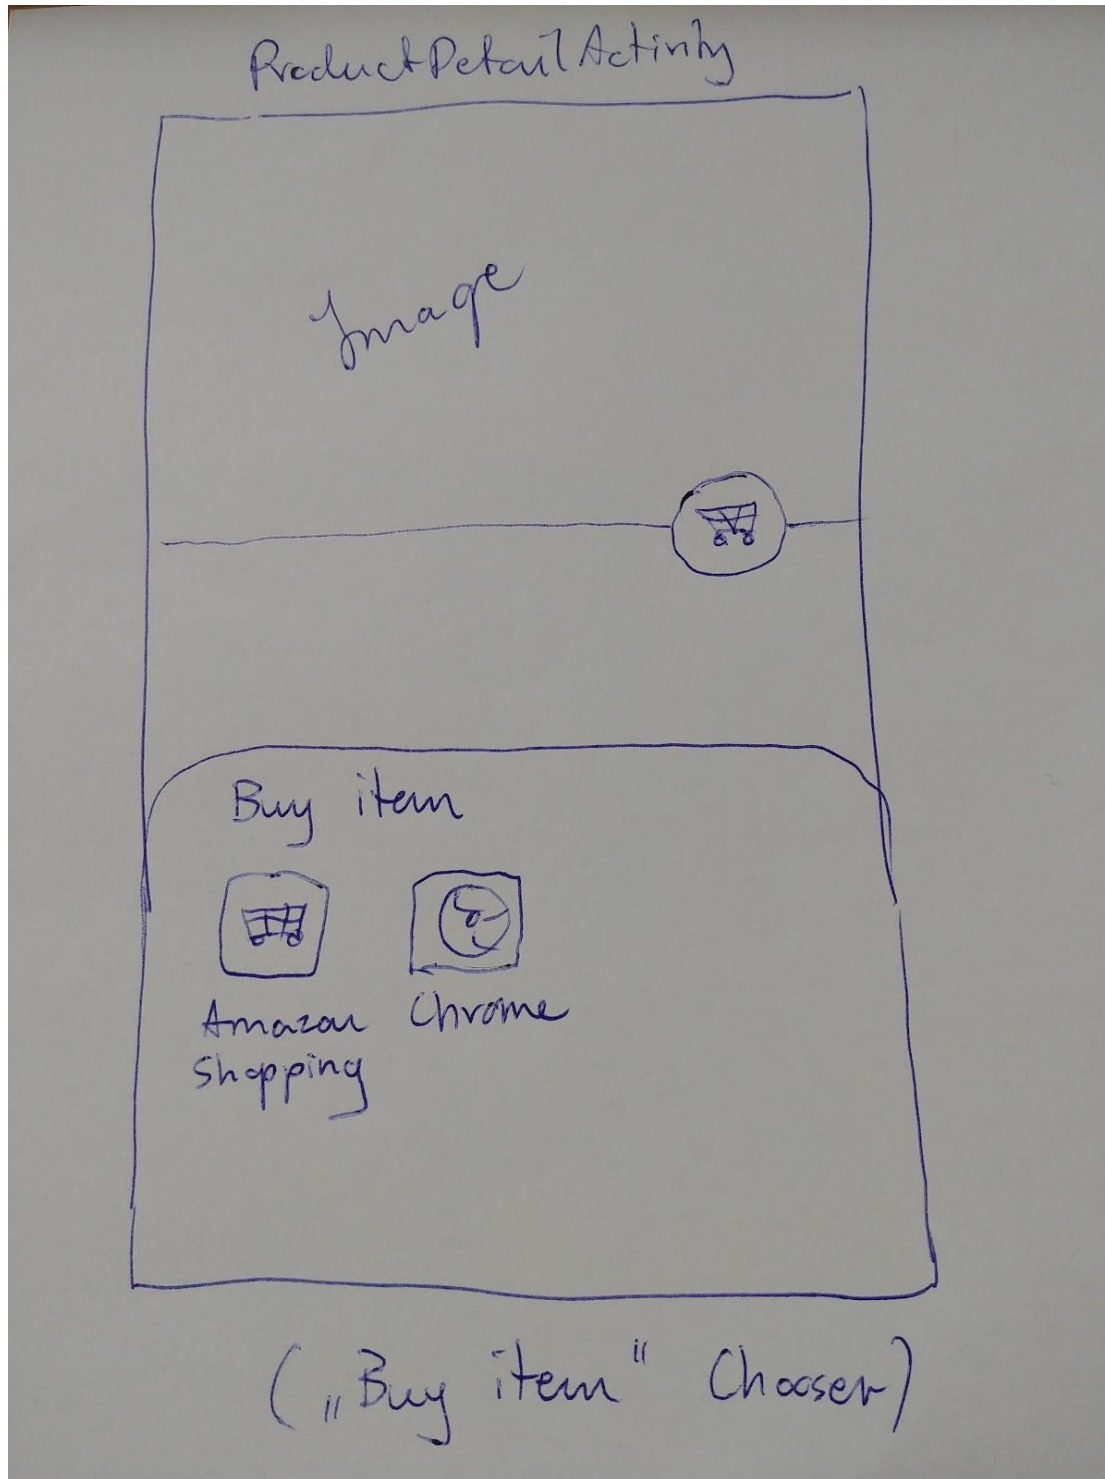 ProductDetailActivity
Image
Buy item
Amazon Chrome
Shopping
(„Buy item" Chooser)